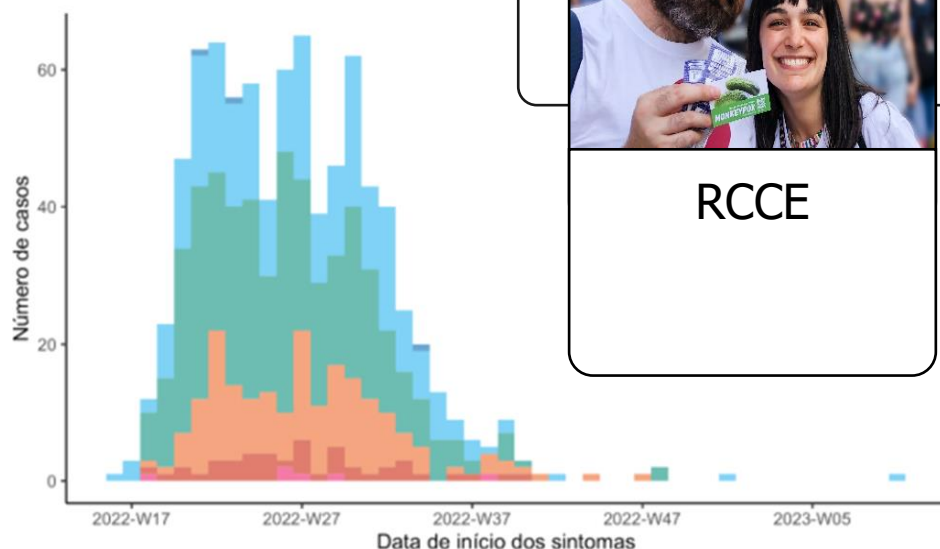 MONKEYPOX
RCCE
Número de casos
60
40
20
0
2022-W17
2022-W27
2022-W37
2022-W47
2023-W05
Data de início dos sintomas